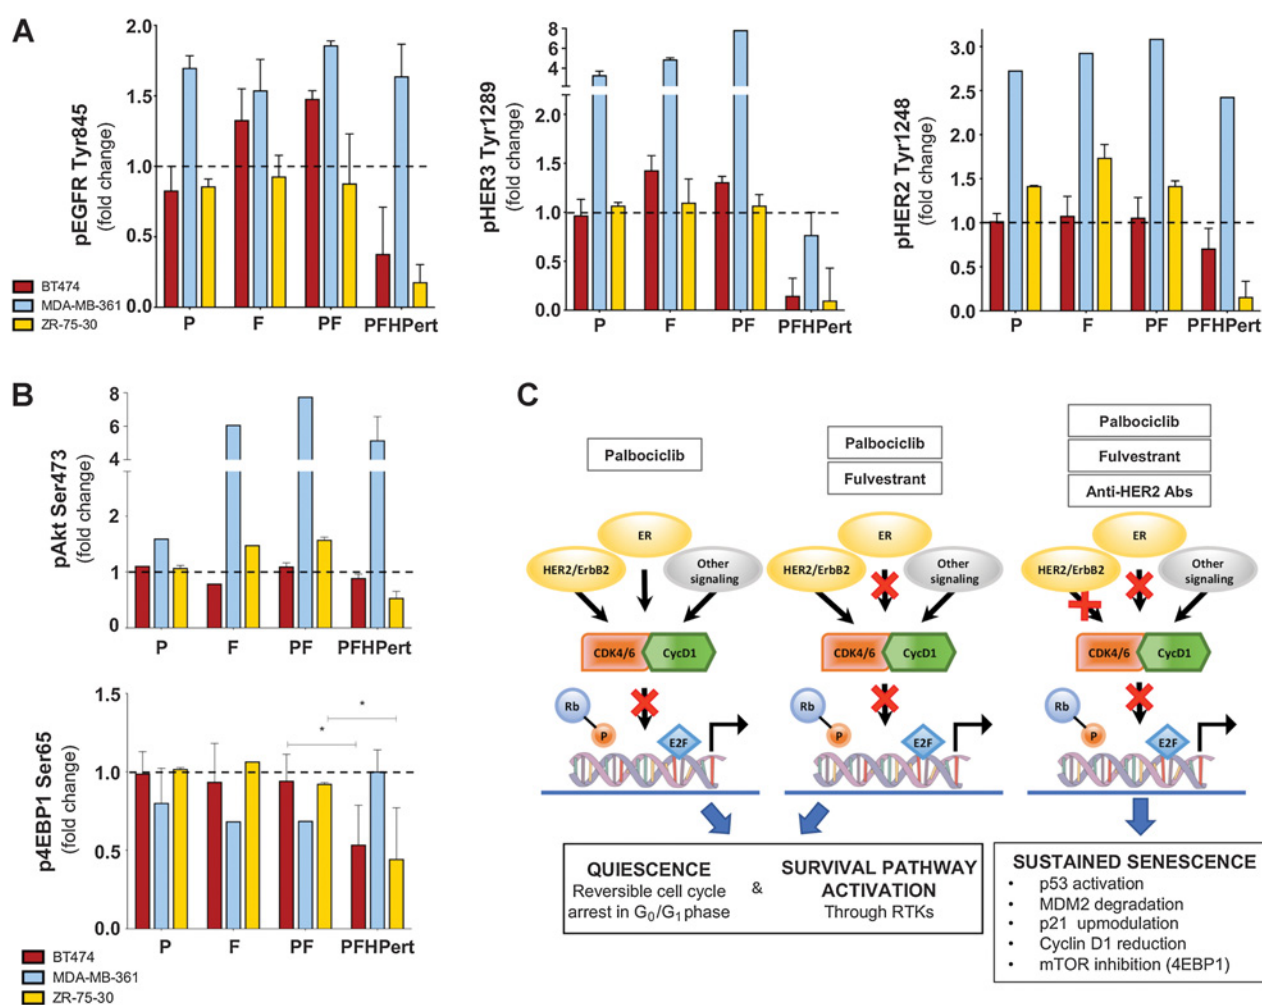 A
pEGFR Tyr845
(fold change)
2.0
1.5
1.0
0.5
0.0
P
F
PF
PFHPert
BT474
MDA-MB-361
ZR-75-30
pHER3 Tyr1289
(fold change)
8
6
4
2.0
1.5
1.0
0.5
0.0
P
F
PF
PFHPert
pHER2 Tyr1248
(fold change)
3.0
2.5
2.0
1.5
1.0
0.5
0.0
P
F
PF
PFHPert
B
pAkt Ser473
(fold change)
8
6
4
2
1
0
P
F
PF
PFHPert
p4EBP1 Ser65
(fold change)
1.5
1.0
0.5
0.0
*
*
P
F
PF
PFHPert
BT474
MDA-MB-361
ZR-75-30
C
Palbociclib
ER
HER2/ErbB2
Other
signaling
CDK4/6
CycD1
Rb
P
E2F
Palbociclib
Fulvestrant
ER
HER2/ErbB2
Other
signaling
CDK4/6
CycD1
Rb
P
E2F
Palbociclib
Fulvestrant
Anti-HER2 Abs
ER
HER2/ErbB2
Other
signaling
CDK4/6
CycD1
Rb
P
E2F
QUIESCENCE
Reversible cell cycle
arrest in G₀/G₁ phase
&
SURVIVAL PATHWAY
ACTIVATION
Through RTKs
SUSTAINED SENESCENCE
• p53 activation
• MDM2 degradation
• p21 upmodulation
• Cyclin D1 reduction
• mTOR inhibition (4EBP1)